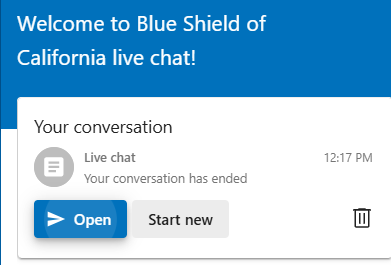 Welcome to Blue Shield of
California live chat!
Your conversation
Live chat 12:17 PM
Your conversation has ended
Open Start new